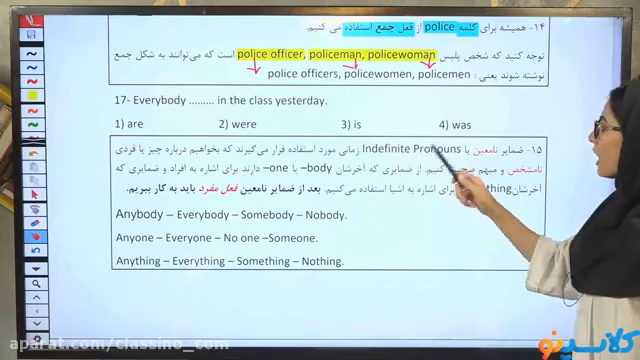 ۱۴- همیشه برای کلمه police از فعل جمع استفاده می کنیم.
توجه کنید که شخص پلیس police officer, policeman, policewoman است که می‌توانند به شکل جمع
نوشته شوند یعنی: police officers, policewomen, policemen
17- Everybody ......... in the class yesterday.
1) are 2) were 3) is 4) was
۱۵- ضمایر نامعین یا Indefinite Pronouns زمانی مورد استفاده قرار می‌گیرند که بخواهیم درباره چیز یا فردی
نامشخص و مبهم صحبت کنیم. از ضمایری که آخرشان body– یا one– دارند برای اشاره به افراد و ضمایری که
آخرشان thing برای اشاره به اشیا استفاده می‌کنیم. بعد از ضمایر نامعین فعل مفرد باید به کار ببریم.
Anybody – Everybody – Somebody – Nobody.
Anyone – Everyone – No one –Someone.
Anything – Everything – Something – Nothing.
aparat.com/classino_com
کلاسینو